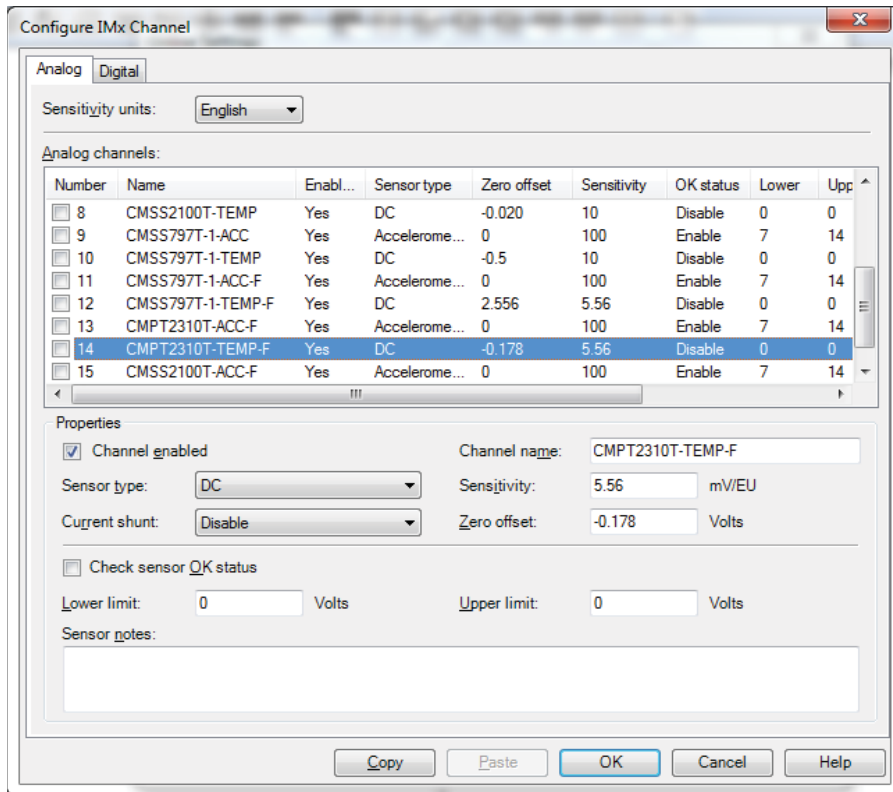 Configure IMx Channel
Analog Digital
Sensitivity units: English
Analog channels:
Number Name Enabl... Sensor type Zero offset Sensitivity OK status Lower Upp
8 CMSS2100T-TEMP Yes DC -0.020 10 Disable 0 0
9 CMSS797T-1-ACC Yes Accelerome... 0 100 Enable 7 14
10 CMSS797T-1-TEMP Yes DC -0.5 10 Disable 0 0
11 CMSS797T-1-ACC-F Yes Accelerome... 0 100 Enable 7 14
12 CMSS797T-1-TEMP-F Yes DC 2.556 5.56 Disable 0 0
13 CMPT2310T-ACC-F Yes Accelerome... 0 100 Enable 7 14
14 CMPT2310T-TEMP-F Yes DC -0.178 5.56 Disable 0 0
15 CMSS2100T-ACC-F Yes Accelerome... 0 100 Enable 7 14
Properties
Channel enabled Channel name: CMPT2310T-TEMP-F
Sensor type: DC Sensitivity: 5.56 mV/EU
Current shunt: Disable Zero offset: -0.178 Volts
Check sensor OK status
Lower limit: 0 Volts Upper limit: 0 Volts
Sensor notes:
Copy Paste OK Cancel Help